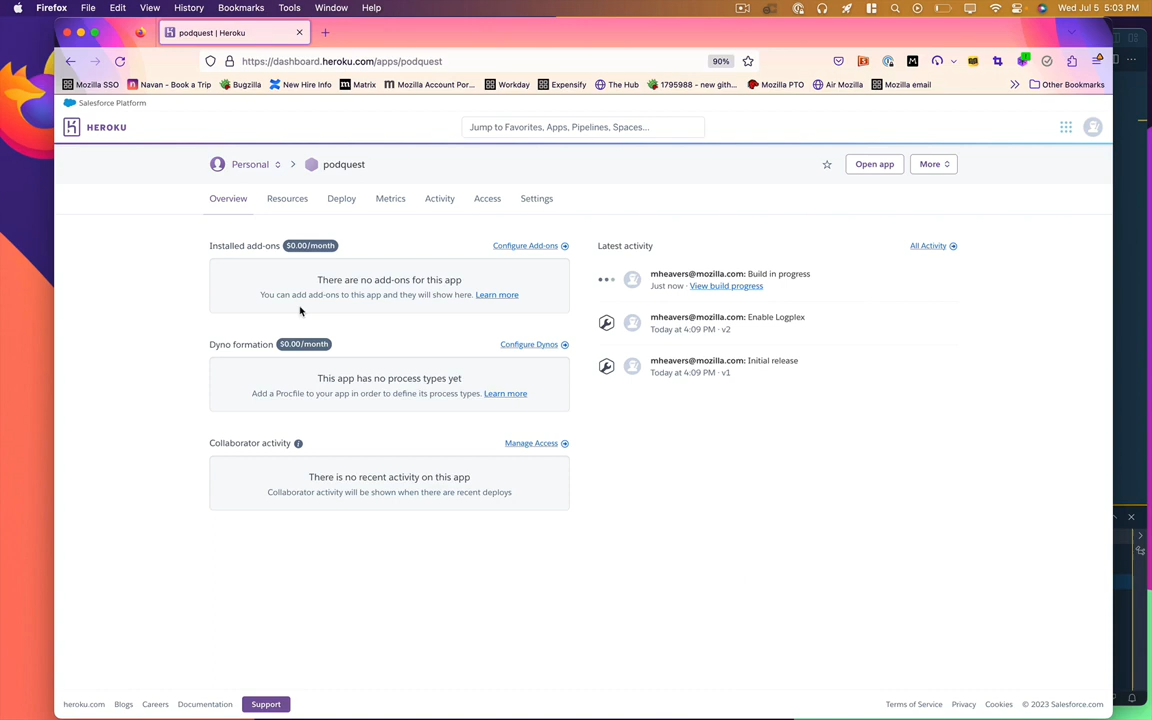 Firefox File Edit View History Bookmarks Tools Window Help Wed Jul 5 5:03 PM
podquest | Heroku
https://dashboard.heroku.com/apps/podquest 90%
Mozilla SSO Navan - Book a Trip Bugzilla New Hire Info Matrix Mozilla Account Por... Workday Expensify The Hub 1795988 - new gith... Mozilla PTO Air Mozilla Mozilla email Other Bookmarks
Salesforce Platform
HEROKU
Jump to Favorites, Apps, Pipelines, Spaces...
Personal podquest
Open app More
Overview Resources Deploy Metrics Activity Access Settings
Installed add-ons $0.00/month Configure Add-ons
There are no add-ons for this app
You can add add-ons to this app and they will show here. Learn more
Dyno formation $0.00/month Configure Dynos
This app has no process types yet
Add a Procfile to your app in order to define its process types. Learn more
Collaborator activity Manage Access
There is no recent activity on this app
Collaborator activity will be shown when there are recent deploys
Latest activity All Activity
mheavers@mozilla.com: Build in progress
Just now · View build progress
mheavers@mozilla.com: Enable Logplex
Today at 4:09 PM · v2
mheavers@mozilla.com: Initial release
Today at 4:09 PM · v1
heroku.com Blogs Careers Documentation Support Terms of Service Privacy Cookies © 2023 Salesforce.com